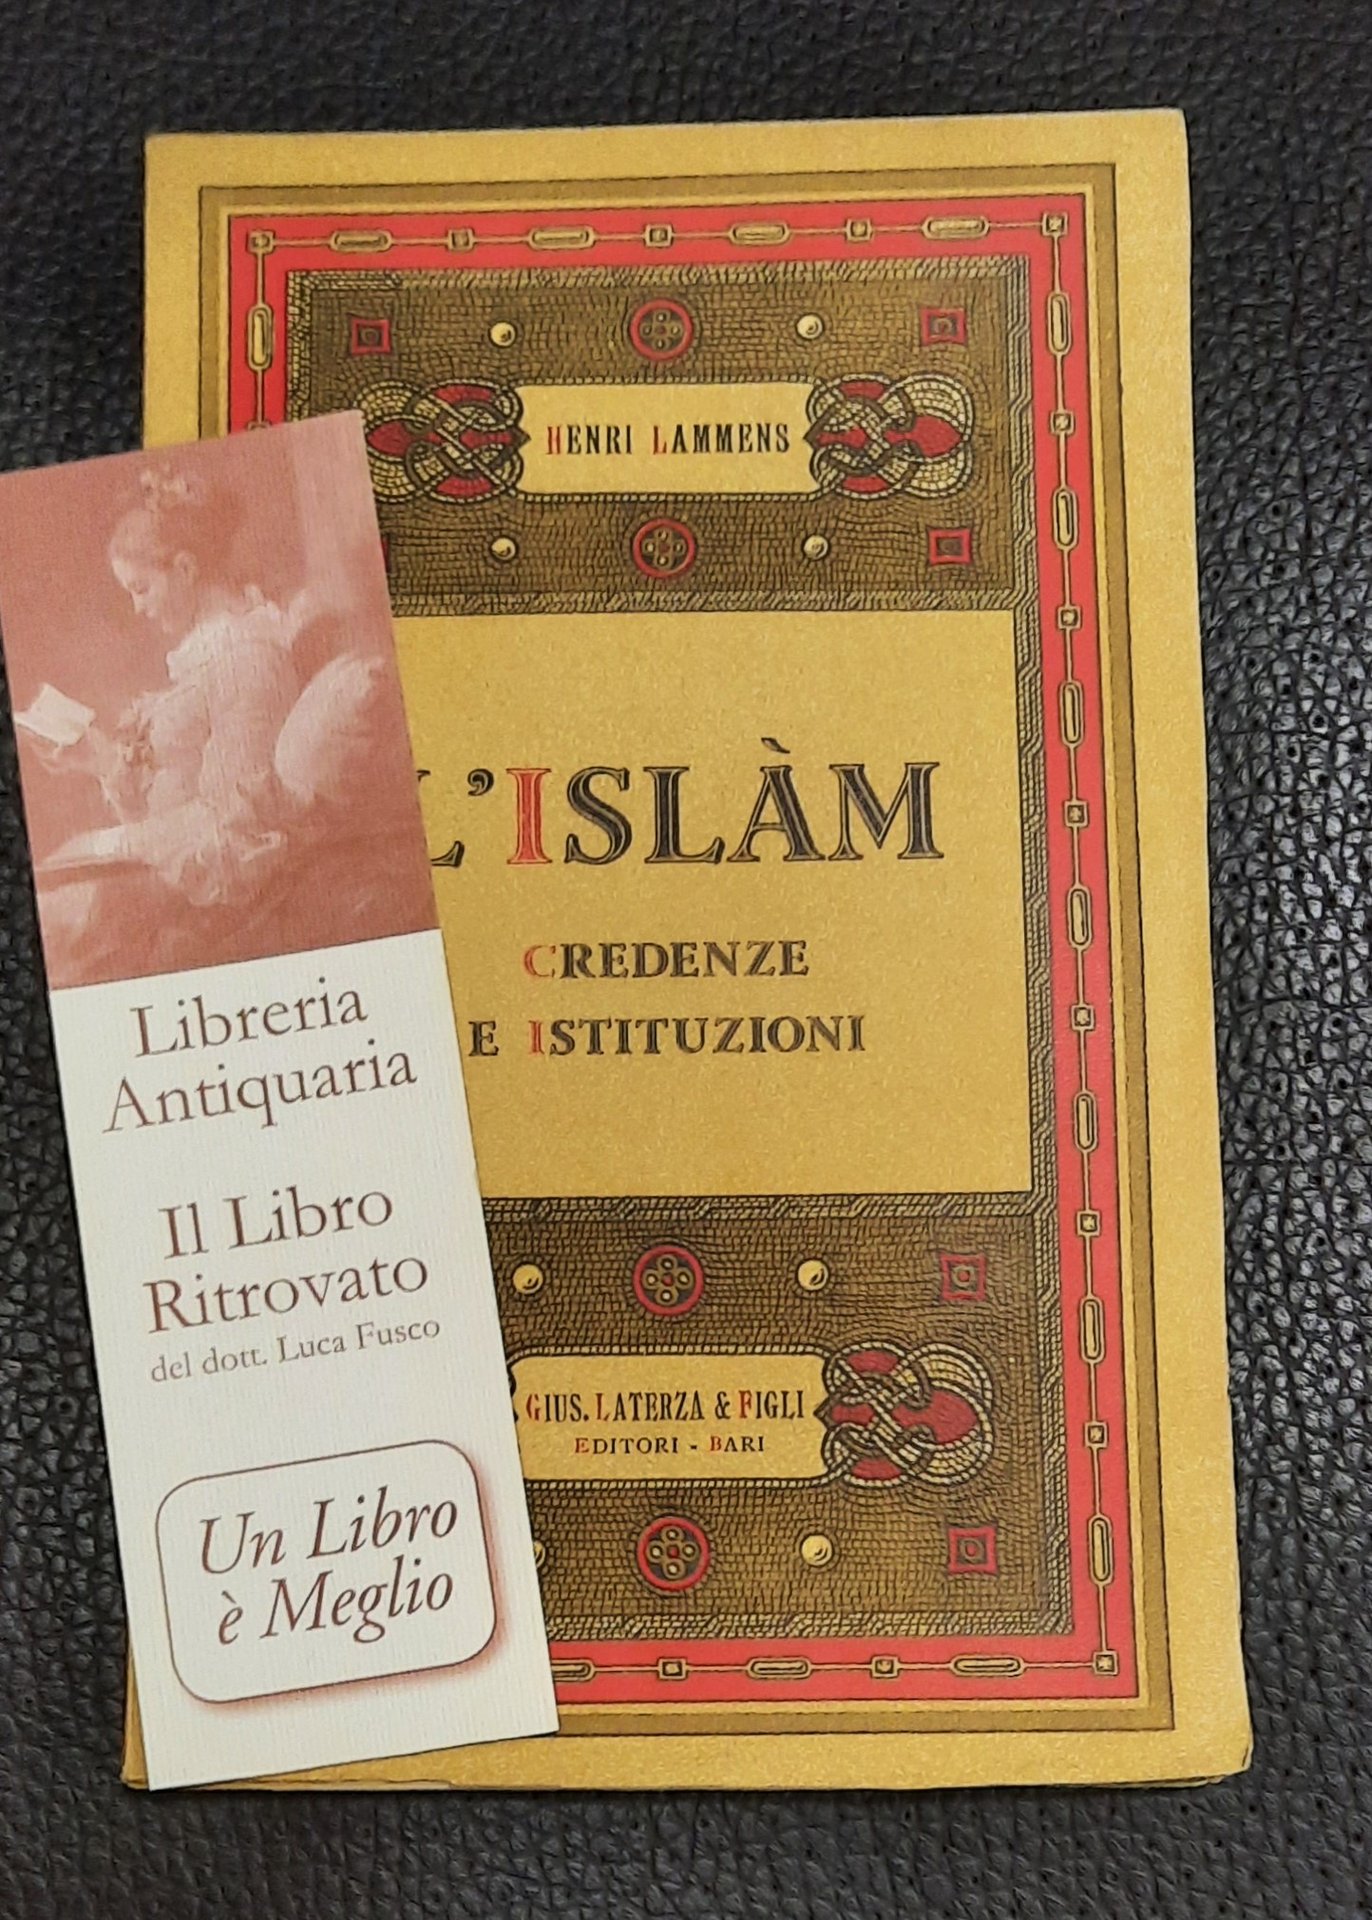 HENRI LAMMENS
L'ISLÀM
CREDENZE
E ISTITUZIONI
GIUS. LATERZA & FIGLI
EDITORI - BARI
Libreria
Antiquaria
Il Libro
Ritrovato
del dott. Luca Fusco
Un Libro
è Meglio